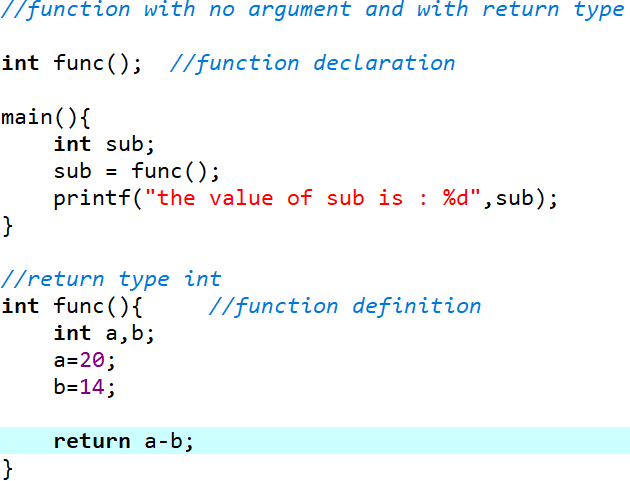 //function with no argument and with return type
int func();  //function declaration
main(){
    int sub;
    sub = func();
    printf("the value of sub is : %d",sub);
}
//return type int
int func(){     //function definition
    int a,b;
    a=20;
    b=14;
    return a-b;
}